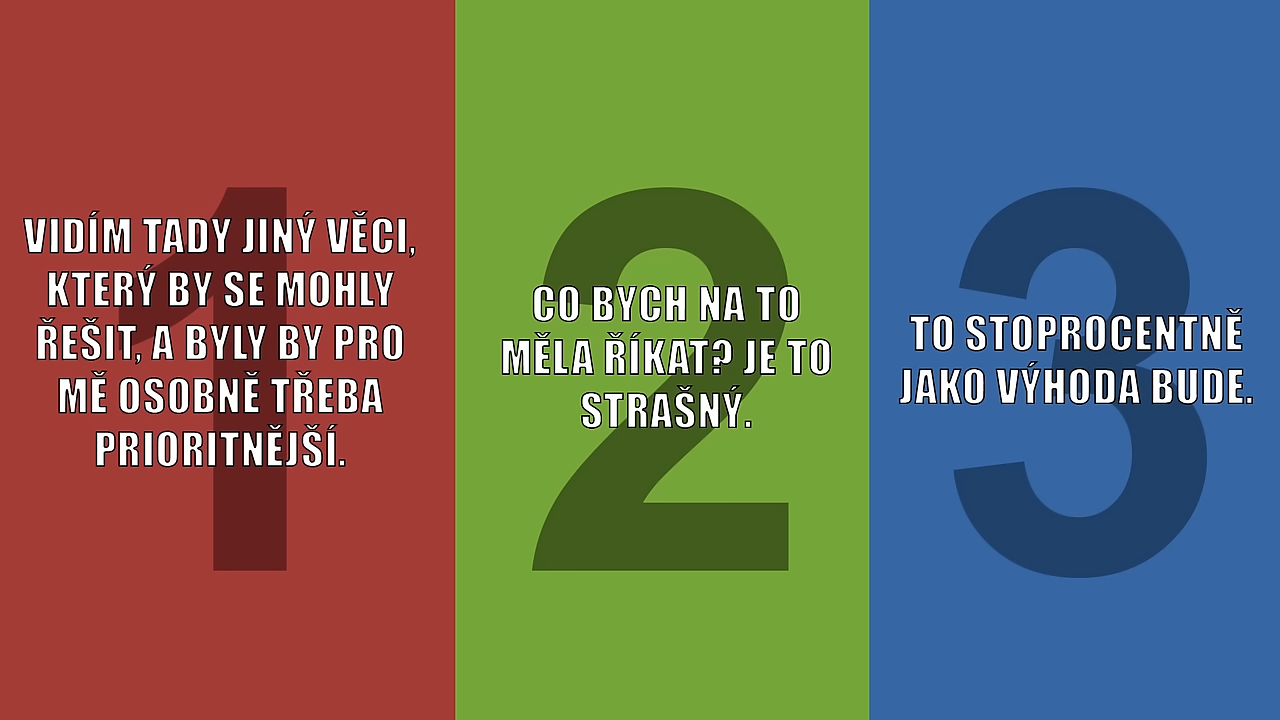 1
VIDÍM TADY JINÝ VĚCI,
KTERÝ BY SE MOHLY
ŘEŠIT, A BYLY BY PRO
MĚ OSOBNĚ TŘEBA
PRIORITNĚJŠÍ.
2
CO BYCH NA TO
MĚLA ŘÍKAT? JE TO
STRAŠNÝ.
3
TO STOPROCENTNĚ
JAKO VÝHODA BUDE.